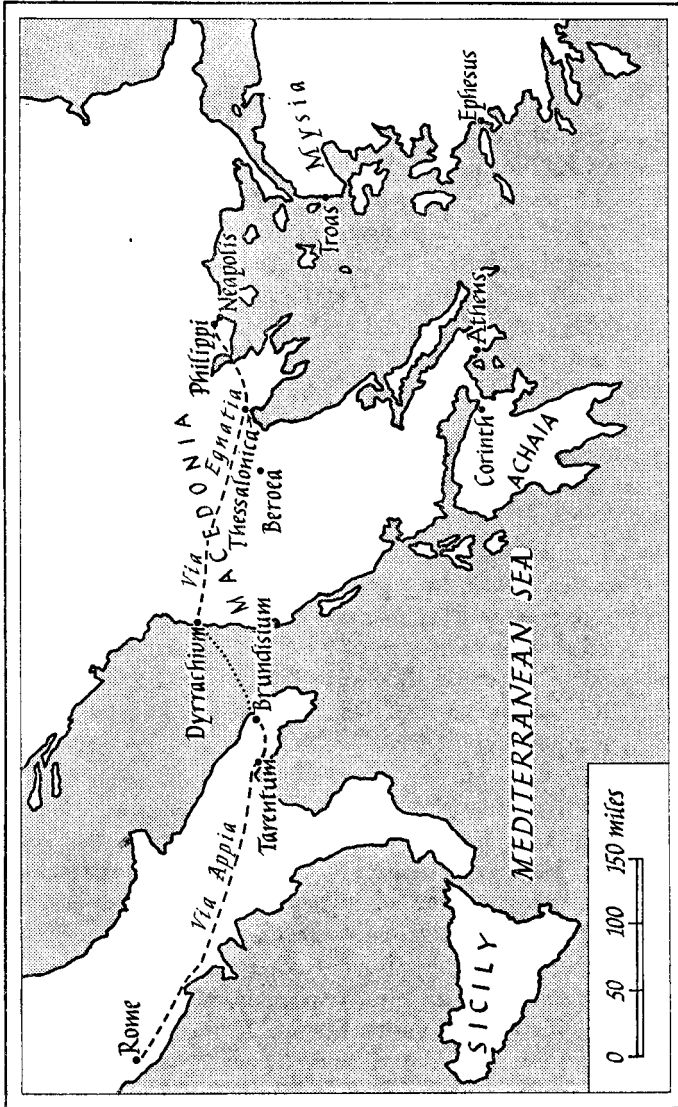 Rome
Via Appia
Tarentum
Brundisium
Dyrrachium
Via Egnatia
MACEDONIA
Thessalonica
Beroea
Philippi
Neapolis
Troas
Mysia
Ephesus
Athens
Corinth
ACHAIA
MEDITERRANEAN SEA
SICILY
0 50 100 150 miles